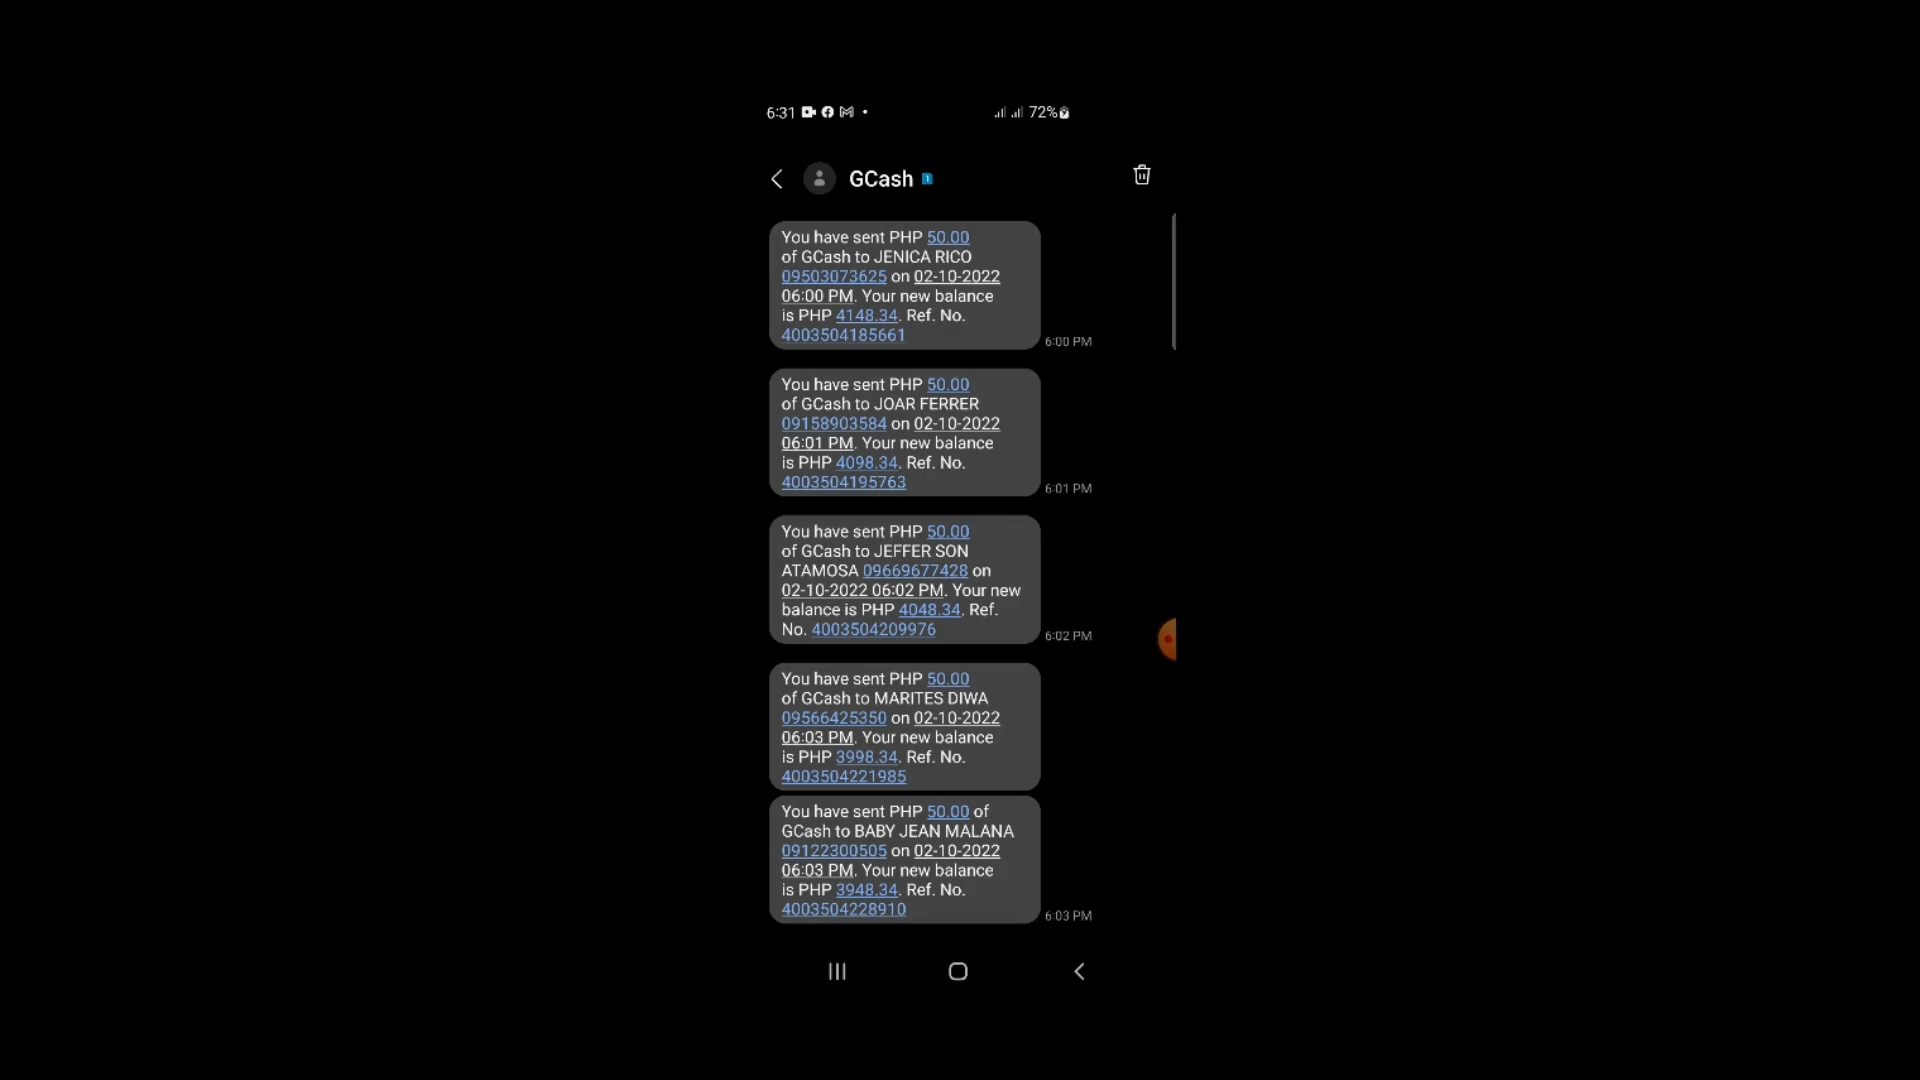 6:31
72%
GCash 1
You have sent PHP 50.00
of GCash to JENICA RICO
09503073625 on 02-10-2022
06:00 PM. Your new balance
is PHP 4148.34. Ref. No.
4003504185661
6:00 PM
You have sent PHP 50.00
of GCash to JOAR FERRER
09158903584 on 02-10-2022
06:01 PM. Your new balance
is PHP 4098.34. Ref. No.
4003504195763
6:01 PM
You have sent PHP 50.00
of GCash to JEFFER SON
ATAMOSA 09669677428 on
02-10-2022 06:02 PM. Your new
balance is PHP 4048.34. Ref.
No. 4003504209976
6:02 PM
You have sent PHP 50.00
of GCash to MARITES DIWA
09566425350 on 02-10-2022
06:03 PM. Your new balance
is PHP 3998.34. Ref. No.
4003504221985
You have sent PHP 50.00 of
GCash to BABY JEAN MALANA
09122300505 on 02-10-2022
06:03 PM. Your new balance
is PHP 3948.34. Ref. No.
4003504228910
6:03 PM